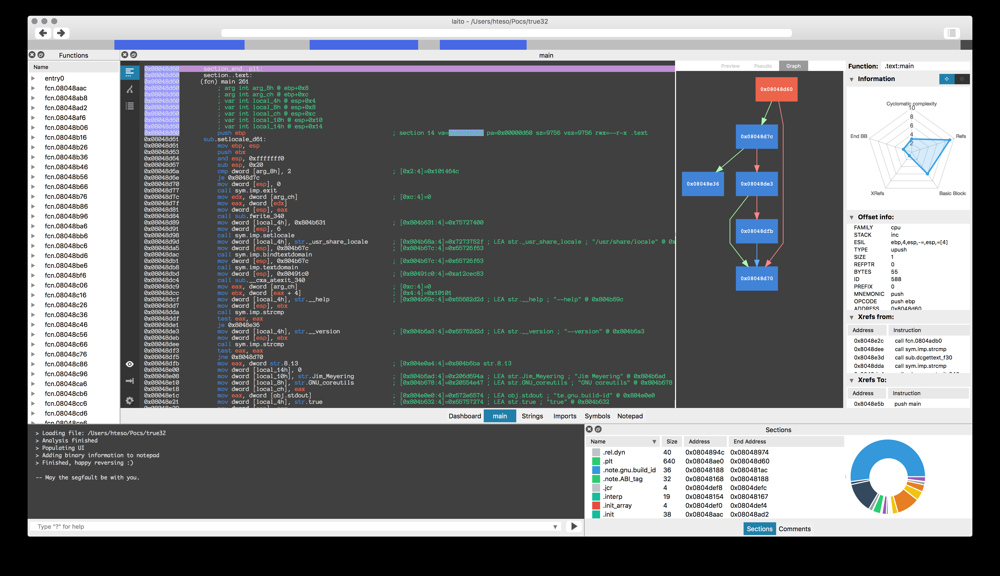 Iaito - /Users/hteso/Pocs/true32
Functions
Name
entry0
fcn.08048aac
fcn.08048ab8
fcn.08048ad2
fcn.08048af6
fcn.08048b06
fcn.08048b16
fcn.08048b26
fcn.08048b36
fcn.08048b46
fcn.08048b56
fcn.08048b66
fcn.08048b76
fcn.08048b86
fcn.08048b96
fcn.08048ba6
fcn.08048bb6
fcn.08048bc6
fcn.08048bd6
fcn.08048be6
fcn.08048bf6
fcn.08048c06
fcn.08048c16
fcn.08048c26
fcn.08048c36
fcn.08048c46
fcn.08048c56
fcn.08048c66
fcn.08048c76
fcn.08048c86
fcn.08048c96
fcn.08048ca6
fcn.08048cb6
fcn.08048cc6
fcn.08048cd6
fcn.08048ce6
main
0x08048d60 section_end..plt:
0x08048d60 section..text:
0x08048d60 (fcn) main 261
0x08048d60 ; arg int arg_8h @ ebp+0x8
0x08048d60 ; arg int arg_ch @ ebp+0xc
0x08048d60 ; var int local_4h @ esp+0x4
0x08048d60 ; var int local_8h @ esp+0x8
0x08048d60 ; var int local_ch @ esp+0xc
0x08048d60 ; var int local_10h @ esp+0x10
0x08048d60 ; var int local_14h @ esp+0x14
0x08048d60 push ebp ; section 14 va=0x08048d60 pa=0x00000d60 sz=9756 vsz=9756 rwx=--r-x .text
0x08048d61 sub.setlocale_d61:
0x08048d61 mov ebp, esp
0x08048d63 push ebx
0x08048d64 and esp, 0xfffffff0
0x08048d67 sub esp, 0x20
0x08048d6a cmp dword [arg_8h], 2 ; [0x2:4]=0x101464c
0x08048d6e je 0x8048d7c
0x08048d70 mov dword [esp], 0
0x08048d77 call sym.imp.exit
0x08048d7c mov edx, dword [arg_ch] ; [0xc:4]=0
0x08048d7f mov eax, dword [edx]
0x08048d81 mov dword [esp], eax
0x08048d84 call sub.fwrite_340
0x08048d89 mov dword [local_4h], 0x804b631 ; [0x804b631:4]=0x75727400
0x08048d91 mov dword [esp], 6
0x08048d98 call sym.imp.setlocale
0x08048d9d mov dword [local_4h], str._usr_share_locale ; [0x804b68a:4]=0x7273752f ; LEA str._usr_share_locale ; "/usr/share/locale" @ 0x
0x08048da5 mov dword [esp], 0x804b67c ; [0x804b67c:4]=0x65726f63
0x08048dac call sym.imp.bindtextdomain
0x08048db1 mov dword [esp], 0x804b67c ; [0x804b67c:4]=0x65726f63
0x08048db8 call sym.imp.textdomain
0x08048dbd mov dword [esp], 0x80491c0 ; [0x80491c0:4]=0xa12cec83
0x08048dc4 call sub.__cxa_atexit_340
0x08048dc9 mov eax, dword [arg_ch] ; [0xc:4]=0
0x08048dcc mov ebx, dword [eax + 4] ; [0x4:4]=0x10101
0x08048dcf mov dword [local_4h], str.__help ; [0x804b69c:4]=0x65682d2d ; LEA str.__help ; "--help" @ 0x804b69c
0x08048dd7 mov dword [esp], ebx
0x08048dda call sym.imp.strcmp
0x08048ddf test eax, eax
0x08048de1 je 0x8048e36
0x08048de3 mov dword [local_4h], str.__version ; [0x804b6a3:4]=0x65762d2d ; LEA str.__version ; "--version" @ 0x804b6a3
0x08048deb mov dword [esp], ebx
0x08048dee call sym.imp.strcmp
0x08048df3 test eax, eax
0x08048df5 jne 0x8048d70
0x08048dfb mov eax, dword str.8.13 ; [0x804e0a4:4]=0x804b6ba str.8.13
0x08048e00 mov dword [local_14h], 0
0x08048e08 mov dword [local_10h], str.Jim_Meyering ; [0x804b6ad:4]=0x206d694a ; LEA str.Jim_Meyering ; "Jim Meyering" @ 0x804b6ad
0x08048e10 mov dword [local_8h], str.GNU_coreutils ; [0x804b678:4]=0x20554e47 ; LEA str.GNU_coreutils ; "GNU coreutils" @ 0x804b678
0x08048e18 mov dword [local_ch], eax
0x08048e1c mov eax, dword [obj.stdout] ; [0x804e0e0:4]=0x672e6574 ; LEA obj.stdout ; "te.gnu.build-id" @ 0x804e0e0
0x08048e21 mov dword [local_4h], str.true ; [0x804b632:4]=0x65757274 ; LEA str.true ; "true" @ 0x804b632
0x08048e29 mov dword [esp], eax
Preview Pseudo Graph
0x08048d60
0x08048d7c
0x08048e36 0x08048de3
0x08048dfb
0x08048d70
Function: .text:main
Information
Cyclomatic complexity
10
8
6
4
2
End BB Refs
XRefs Basic Block
Offset info:
FAMILY cpu
STACK inc
ESIL ebp,4,esp,-=,esp,=[4]
TYPE upush
SIZE 1
REFPTR 0
BYTES 55
ID 588
PREFIX 0
MNEMONIC push
OPCODE push ebp
ADDRESS 0x8048d60
Xrefs from:
Address Instruction
0x8048e2c call fcn.0804adb0
0x8048dee call sym.imp.strcmp
0x8048e3d call sub.dcgettext_f30
0x8048dda call sym.imp.strcmp
Xrefs To:
Address Instruction
0x8048e5b push main
Dashboard main Strings Imports Symbols Notepad
> Loading file: /Users/hteso/Pocs/true32
> Analysis finished
> Populating UI
> Adding binary information to notepad
> Finished, happy reversing :)
-- May the segfault be with you.
Type "?" for help
Sections
Name Size Address End Address
.rel.dyn 40 0x0804894c 0x08048974
.plt 640 0x08048ae0 0x08048d60
.note.gnu.build_id 36 0x08048188 0x080481ac
.note.ABI_tag 32 0x08048168 0x08048188
.jcr 4 0x0804def8 0x0804defc
.interp 19 0x08048154 0x08048167
.init_array 4 0x0804def0 0x0804def4
.init 38 0x08048aac 0x08048ad2
Sections Comments